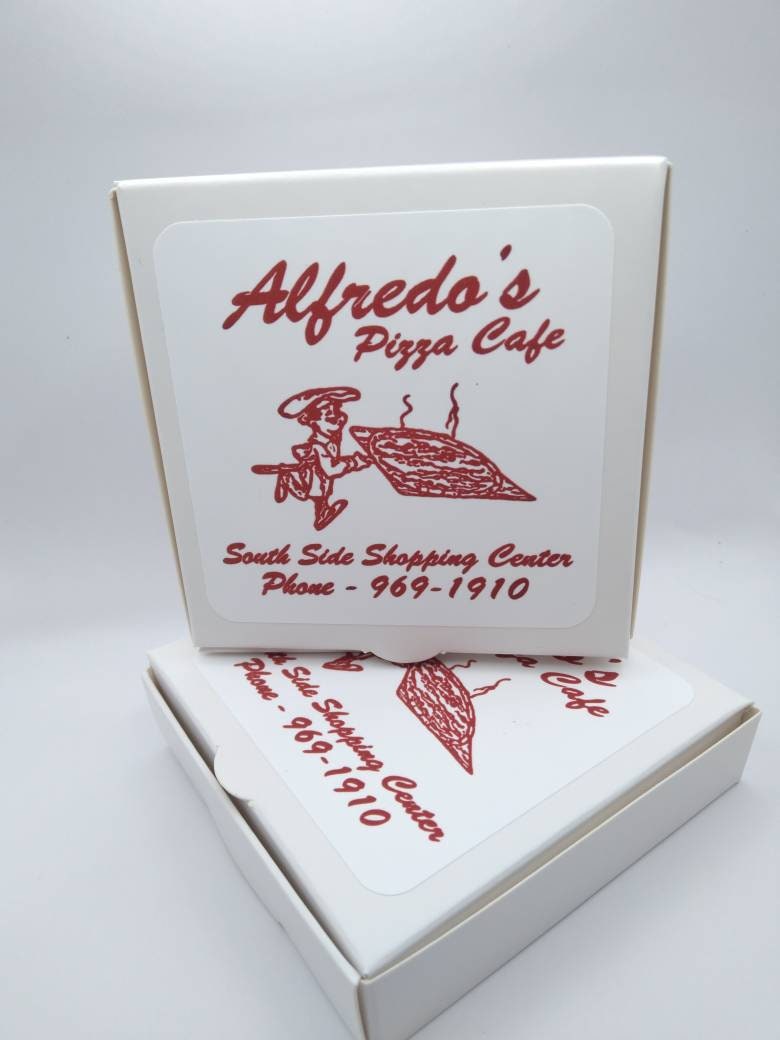 Alfredo's
Pizza Cafe
South Side Shopping Center
Phone - 969-1910
's
Cafe
Side Shopping Center
Phone - 969-1910